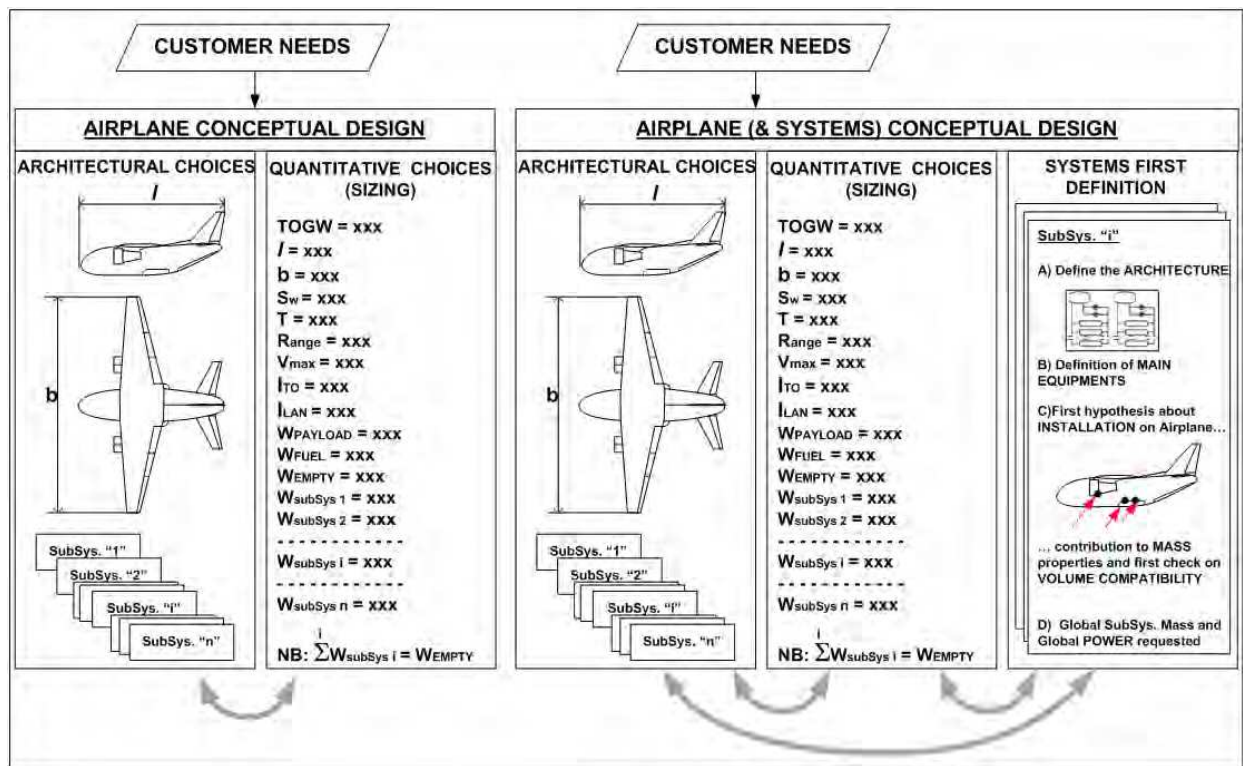 CUSTOMER NEEDS
AIRPLANE CONCEPTUAL DESIGN
ARCHITECTURAL CHOICES
l
b
SubSys. “1”
SubSys. “2”
SubSys. “i”
SubSys. “n”
QUANTITATIVE CHOICES
(SIZING)
TOGW = xxx
l = xxx
b = xxx
Sw = xxx
T = xxx
Range = xxx
Vmax = xxx
lTO = xxx
lLAN = xxx
WPAYLOAD = xxx
WFUEL = xxx
WEMPTY = xxx
WsubSys 1 = xxx
WsubSys 2 = xxx
WsubSys i = xxx
WsubSys n = xxx
i
NB: ΣWsubSys i = WEMPTY
CUSTOMER NEEDS
AIRPLANE (& SYSTEMS) CONCEPTUAL DESIGN
ARCHITECTURAL CHOICES
l
b
SubSys. “1”
SubSys. “2”
SubSys. “i”
SubSys. “n”
QUANTITATIVE CHOICES
(SIZING)
TOGW = xxx
l = xxx
b = xxx
Sw = xxx
T = xxx
Range = xxx
Vmax = xxx
lTO = xxx
lLAN = xxx
WPAYLOAD = xxx
WFUEL = xxx
WEMPTY = xxx
WsubSys 1 = xxx
WsubSys 2 = xxx
WsubSys i = xxx
WsubSys n = xxx
i
NB: ΣWsubSys i = WEMPTY
SYSTEMS FIRST
DEFINITION
SubSys. “i”
A) Define the ARCHITECTURE
B) Definition of MAIN
EQUIPMENTS
C)First hypothesis about
INSTALLATION on Airplane…
… contribution to MASS
properties and first check on
VOLUME COMPATIBILITY
D) Global SubSys. Mass and
Global POWER requested